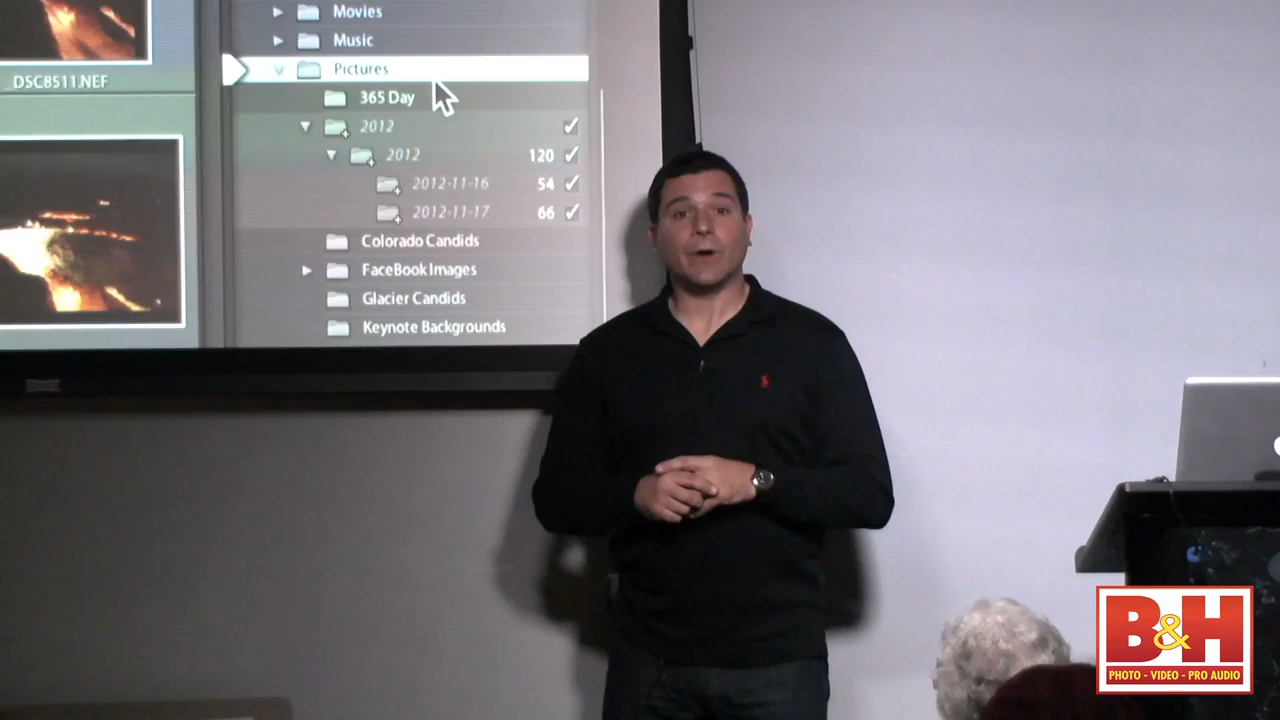 Movies
Music
_DSC8511.NEF
Pictures
365 Day
2012
2012 120
2012-11-16 54
2012-11-17 66
Colorado Candids
FaceBook Images
Glacier Candids
Keynote Backgrounds
B&H
PHOTO - VIDEO - PRO AUDIO